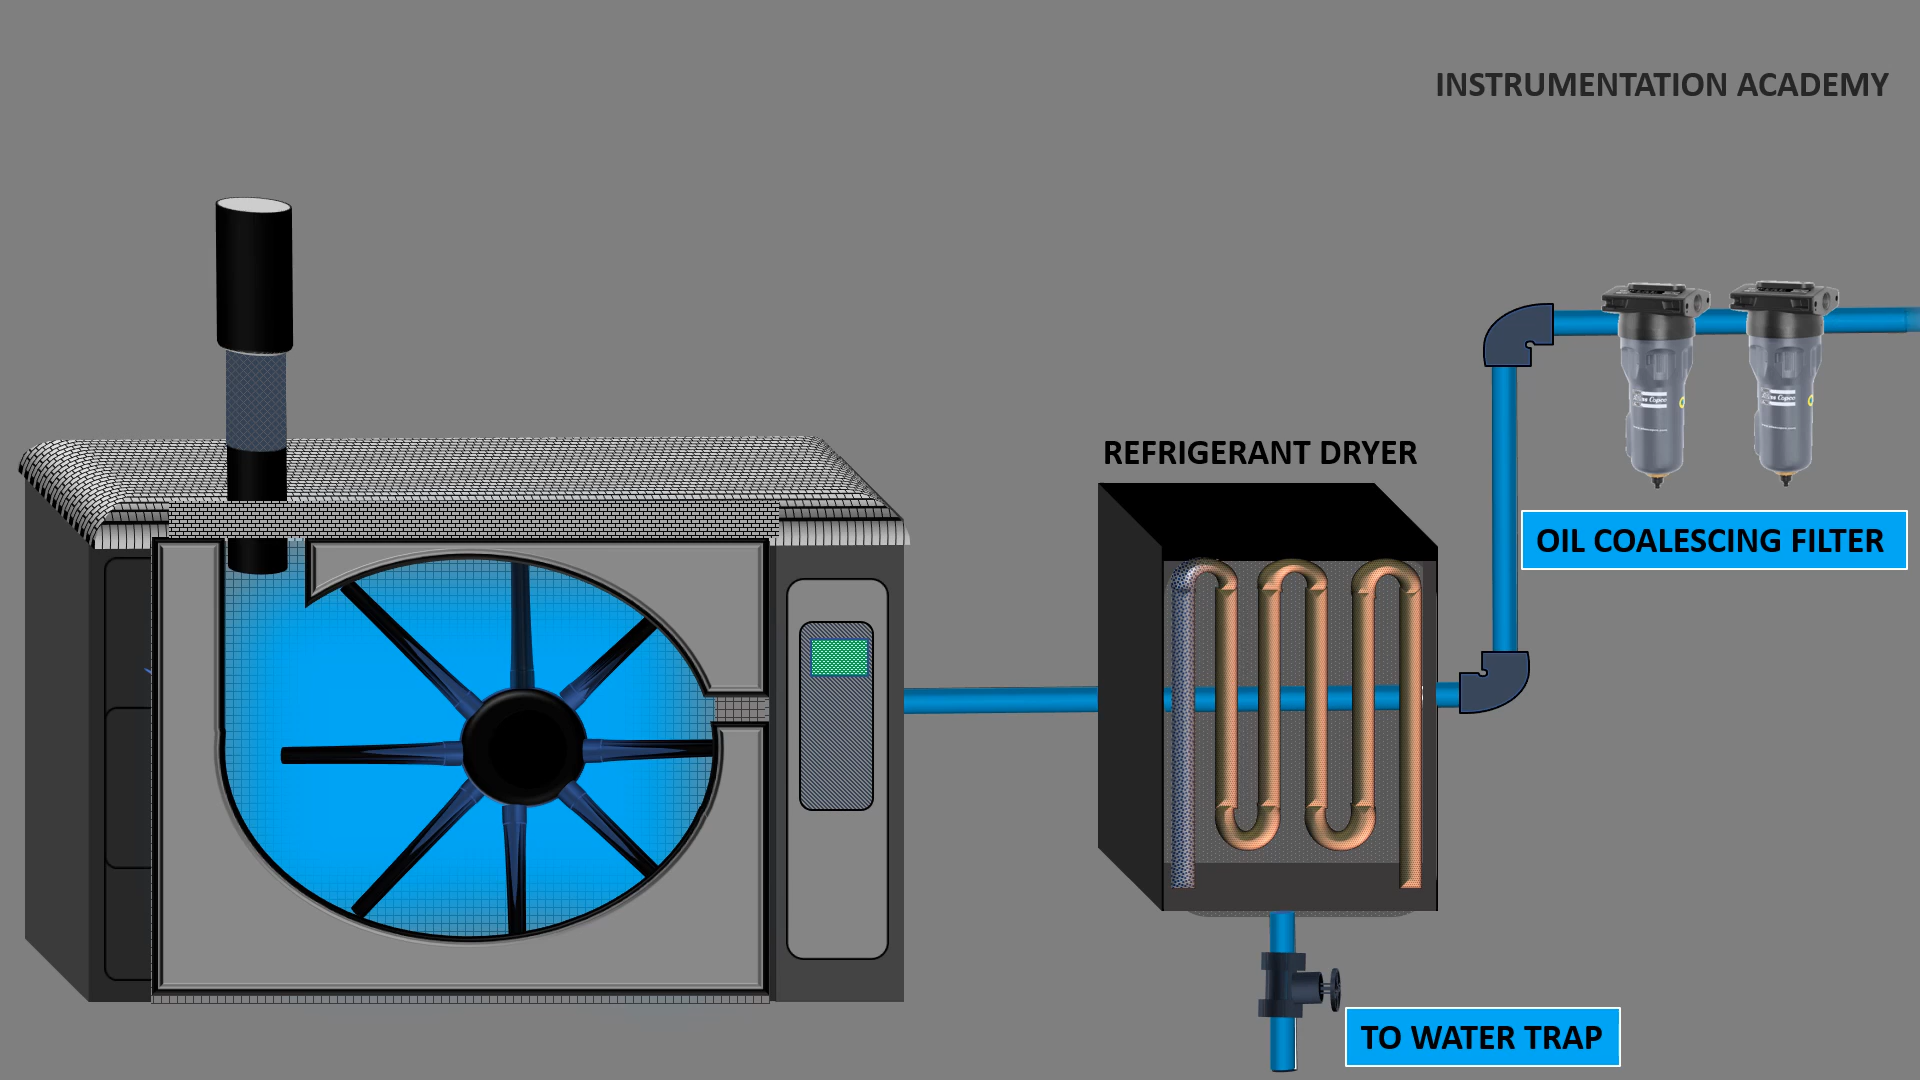 INSTRUMENTATION ACADEMY
REFRIGERANT DRYER
OIL COALESCING FILTER
TO WATER TRAP